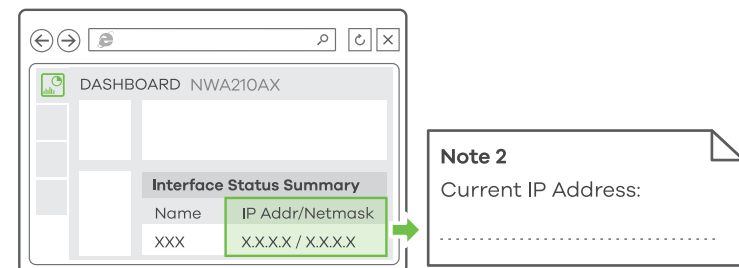 DASHBOARD NWA210AX
Interface Status Summary
Name IP Addr/Netmask
XXX X.X.X.X / X.X.X.X
Note 2
Current IP Address: